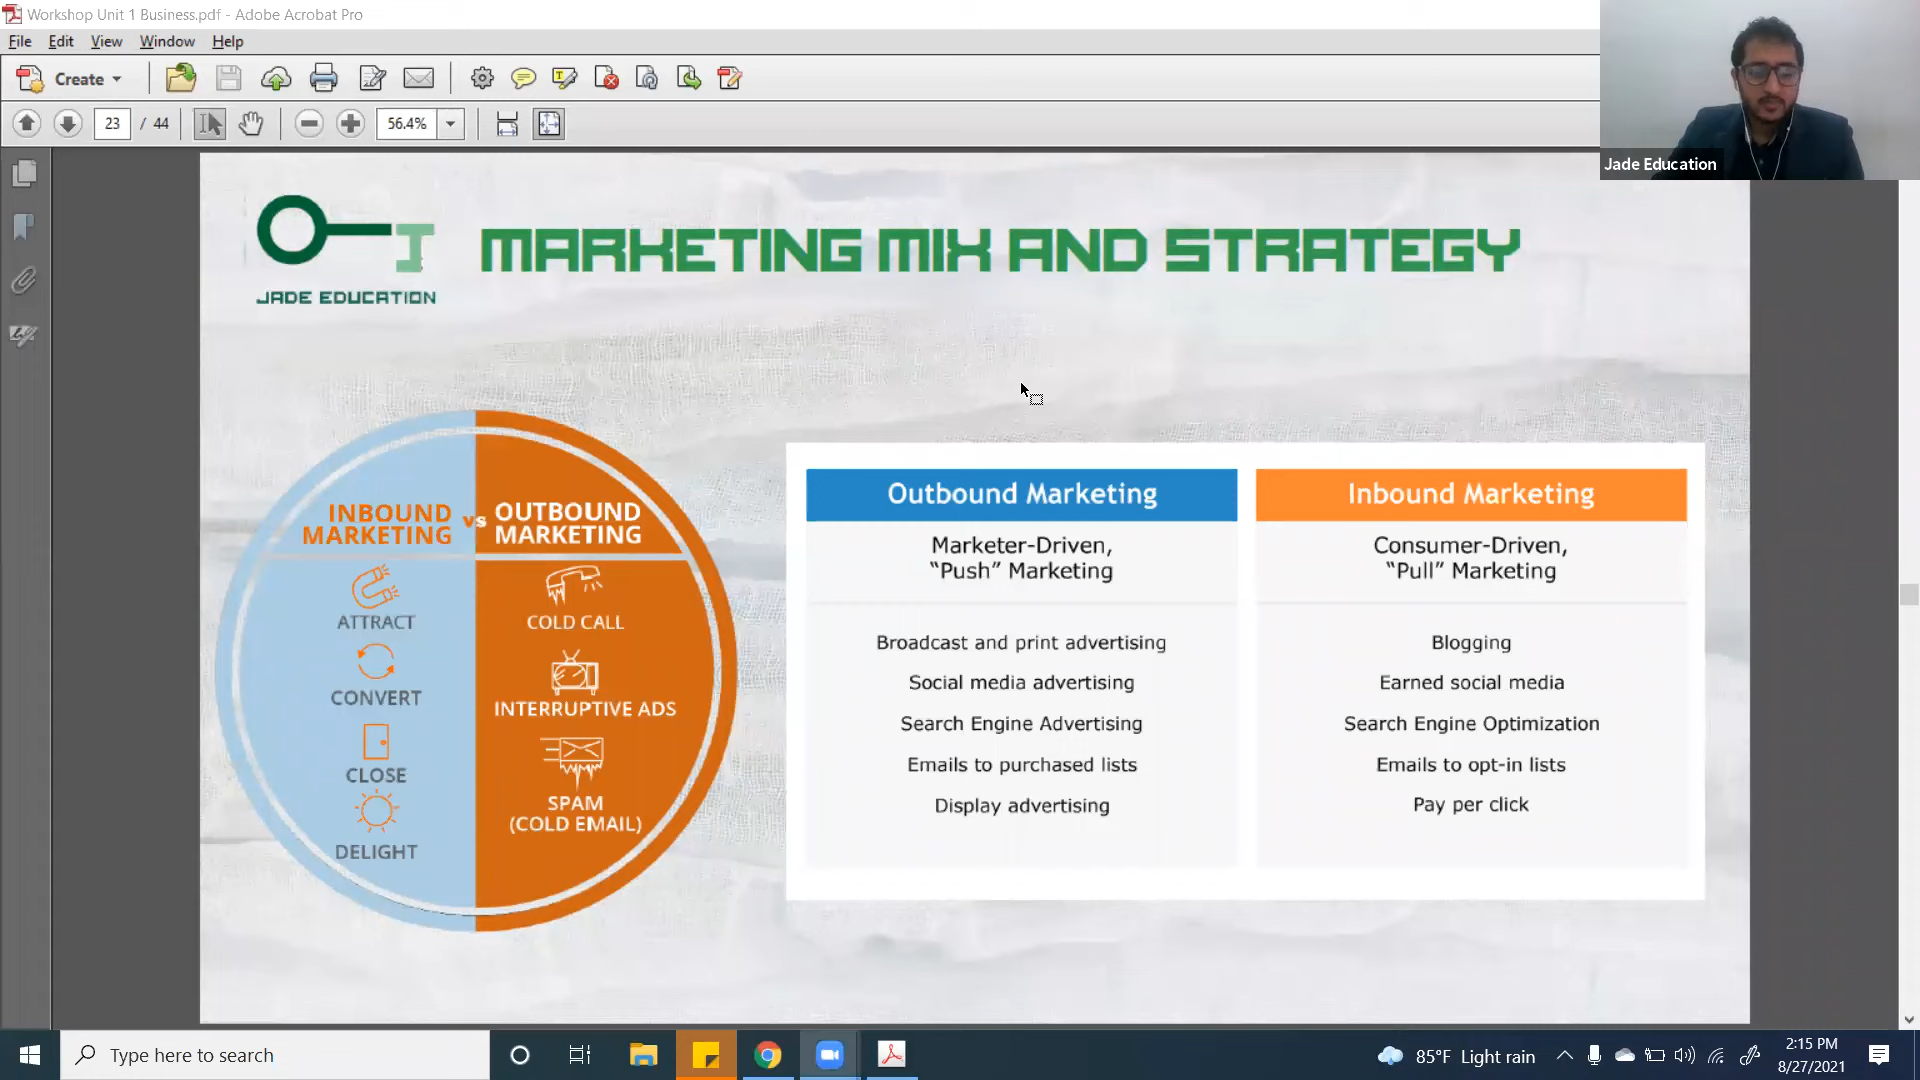 Workshop Unit 1 Business.pdf - Adobe Acrobat Pro
File Edit View Window Help
Create
23 / 44
56.4%
Jade Education
J
JADE EDUCATION
MARKETING MIX AND STRATEGY
INBOUND MARKETING vs OUTBOUND MARKETING
ATTRACT
CONVERT
CLOSE
DELIGHT
COLD CALL
INTERRUPTIVE ADS
SPAM
(COLD EMAIL)
Outbound Marketing
Marketer-Driven,
“Push” Marketing
Broadcast and print advertising
Social media advertising
Search Engine Advertising
Emails to purchased lists
Display advertising
Inbound Marketing
Consumer-Driven,
“Pull” Marketing
Blogging
Earned social media
Search Engine Optimization
Emails to opt-in lists
Pay per click
Type here to search
85°F Light rain
2:15 PM
8/27/2021